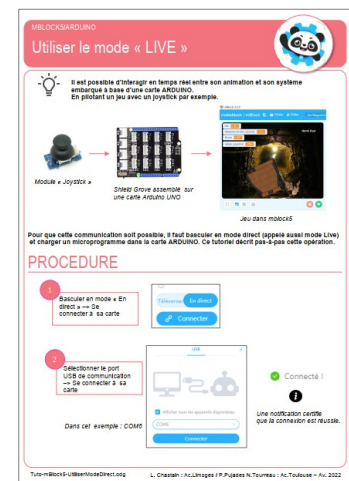 MBLOCK5/ARDUINO
Utiliser le mode « LIVE »
Il est possible d'interagir en temps réel entre son animation et son système
embarqué à base d'une carte ARDUINO.
En pilotant un jeu avec un joystick par exemple.
Module « Joystick »
Shield Grove assemblé sur
une carte Arduino UNO
Jeu dans mblock5
Pour que cette communication soit possible, il faut basculer en mode direct (appelé aussi mode Live)
et charger un microprogramme dans la carte ARDUINO. Ce tutoriel décrit pas-à-pas cette opération.
PROCEDURE
1
Basculer en mode « En
direct » –> Se
connecter à sa carte
Téléverser
En direct
Connecter
2
Sélectionner le port
USB de communication
–> Se connecter à sa
carte
Dans cet exemple : COM6
USB
Afficher tous les appareils disponibles
COM6
Connecter
Connecté !
i
Une notification certifie
que la connexion est réussie.
Tuto-mBlock5-UtiliserModeDirect.odg
L. Chastain : Ac.Limoges / P.Pujades N.Tourreau : Ac.Toulouse – Av. 2022